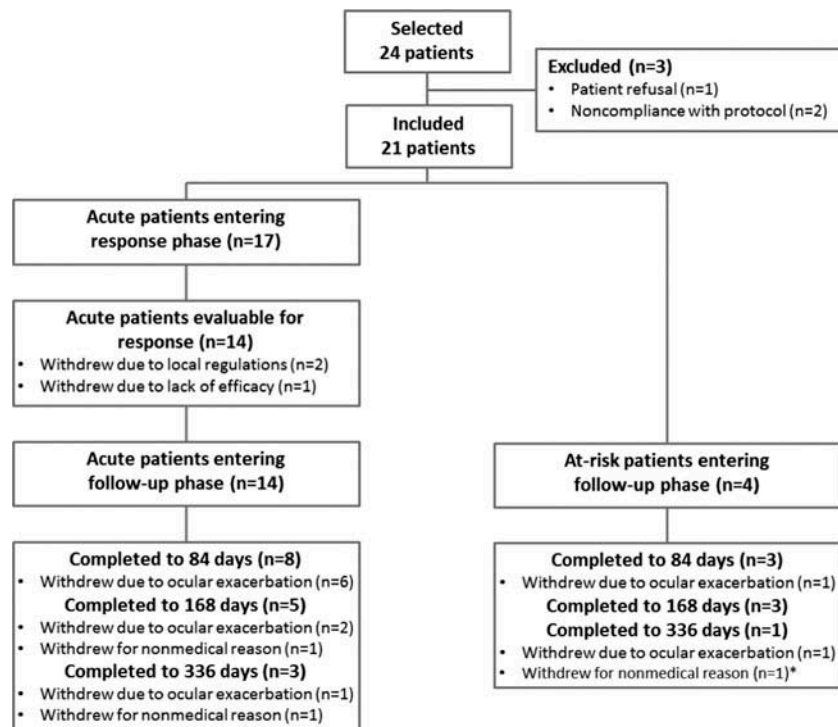 Selected
24 patients
Excluded (n=3)
• Patient refusal (n=1)
• Noncompliance with protocol (n=2)
Included
21 patients
Acute patients entering
response phase (n=17)
Acute patients evaluable for
response (n=14)
• Withdrew due to local regulations (n=2)
• Withdrew due to lack of efficacy (n=1)
Acute patients entering
follow-up phase (n=14)
At-risk patients entering
follow-up phase (n=4)
Completed to 84 days (n=8)
• Withdrew due to ocular exacerbation (n=6)
Completed to 168 days (n=5)
• Withdrew due to ocular exacerbation (n=2)
• Withdrew for nonmedical reason (n=1)
Completed to 336 days (n=3)
• Withdrew due to ocular exacerbation (n=1)
• Withdrew for nonmedical reason (n=1)
Completed to 84 days (n=3)
• Withdrew due to ocular exacerbation (n=1)
Completed to 168 days (n=3)
Completed to 336 days (n=1)
• Withdrew due to ocular exacerbation (n=1)
• Withdrew for nonmedical reason (n=1)*